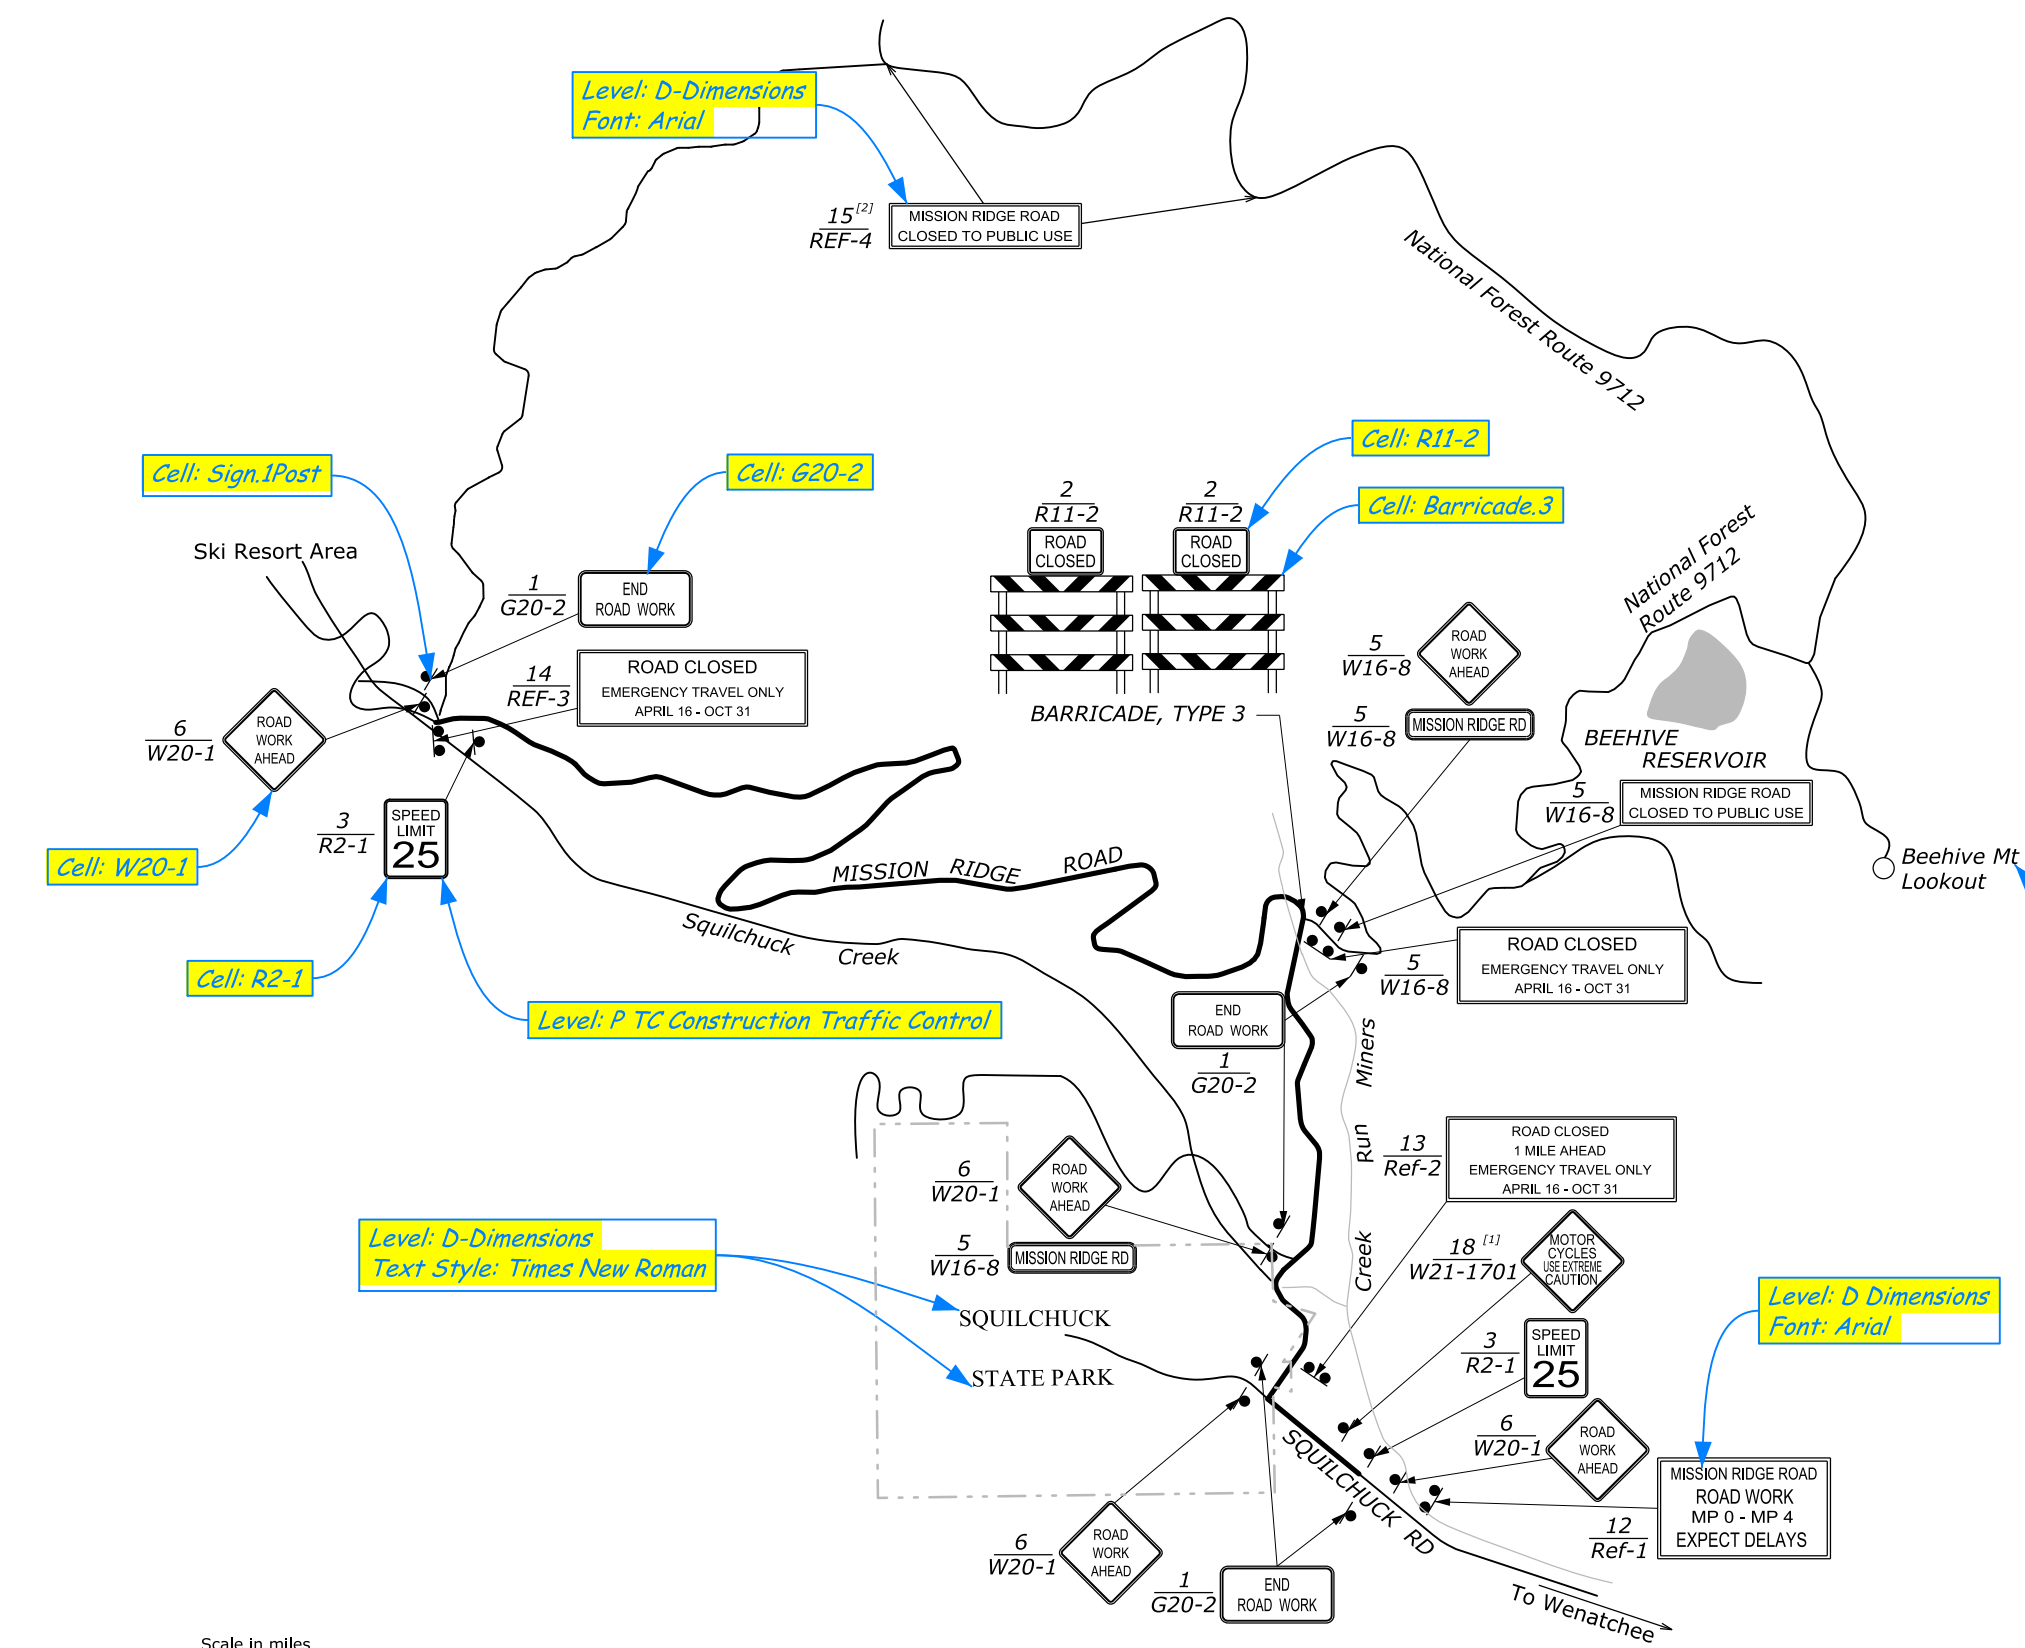 Level: D-Dimensions
Font: Arial
15 [2]
REF-4
MISSION RIDGE ROAD
CLOSED TO PUBLIC USE
National Forest Route 9712
Cell: R11-2
Cell: Sign.1Post
Cell: G20-2
Cell: Barricade.3
2
R11-2
ROAD
CLOSED
2
R11-2
ROAD
CLOSED
National Forest
Route 9712
Ski Resort Area
1
G20-2
END
ROAD WORK
5
W16-8
ROAD
WORK
AHEAD
14
REF-3
ROAD CLOSED
EMERGENCY TRAVEL ONLY
APRIL 16 - OCT 31
BARRICADE, TYPE 3
5
W16-8
MISSION RIDGE RD
6
W20-1
ROAD
WORK
AHEAD
BEEHIVE
RESERVOIR
5
W16-8
MISSION RIDGE ROAD
CLOSED TO PUBLIC USE
3
R2-1
SPEED
LIMIT
25
Cell: W20-1
MISSION RIDGE ROAD
Beehive Mt
Lookout
Squilchuck Creek
5
W16-8
ROAD CLOSED
EMERGENCY TRAVEL ONLY
APRIL 16 - OCT 31
Cell: R2-1
Level: P TC Construction Traffic Control
END
ROAD WORK
1
G20-2
Miners Run Creek
13
Ref-2
ROAD CLOSED
1 MILE AHEAD
EMERGENCY TRAVEL ONLY
APRIL 16 - OCT 31
6
W20-1
ROAD
WORK
AHEAD
5
W16-8
MISSION RIDGE RD
Level: D-Dimensions
Text Style: Times New Roman
18 [1]
W21-1701
MOTOR
CYCLES
USE EXTREME
CAUTION
SQUILCHUCK
STATE PARK
Level: D Dimensions
Font: Arial
3
R2-1
SPEED
LIMIT
25
6
W20-1
ROAD
WORK
AHEAD
SQUILCHUCK RD
MISSION RIDGE ROAD
ROAD WORK
MP 0 - MP 4
EXPECT DELAYS
12
Ref-1
6
W20-1
ROAD
WORK
AHEAD
1
G20-2
END
ROAD WORK
To Wenatchee
Scale in miles